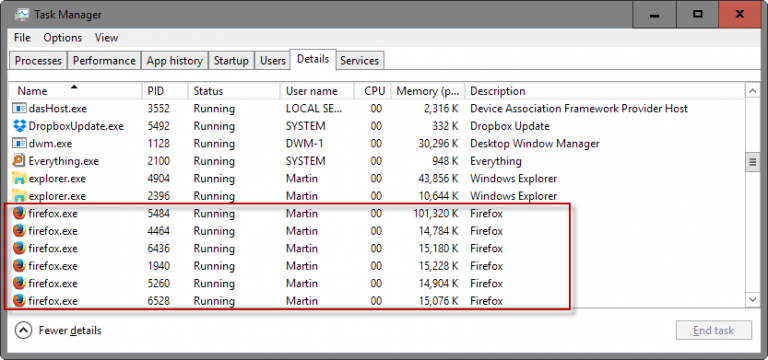 Task Manager
File Options View
Processes Performance App history Startup Users Details Services
Name PID Status User name CPU Memory (p... Description
dasHost.exe 3552 Running LOCAL SE... 00 2,316 K Device Association Framework Provider Host
DropboxUpdate.exe 5492 Running SYSTEM 00 332 K Dropbox Update
dwm.exe 1128 Running DWM-1 00 30,296 K Desktop Window Manager
Everything.exe 2100 Running SYSTEM 00 948 K Everything
explorer.exe 4904 Running Martin 00 43,856 K Windows Explorer
explorer.exe 2396 Running Martin 00 10,644 K Windows Explorer
firefox.exe 5484 Running Martin 00 101,320 K Firefox
firefox.exe 4464 Running Martin 00 14,784 K Firefox
firefox.exe 6436 Running Martin 00 15,180 K Firefox
firefox.exe 1940 Running Martin 00 15,228 K Firefox
firefox.exe 5260 Running Martin 00 14,904 K Firefox
firefox.exe 6528 Running Martin 00 15,076 K Firefox
Fewer details End task